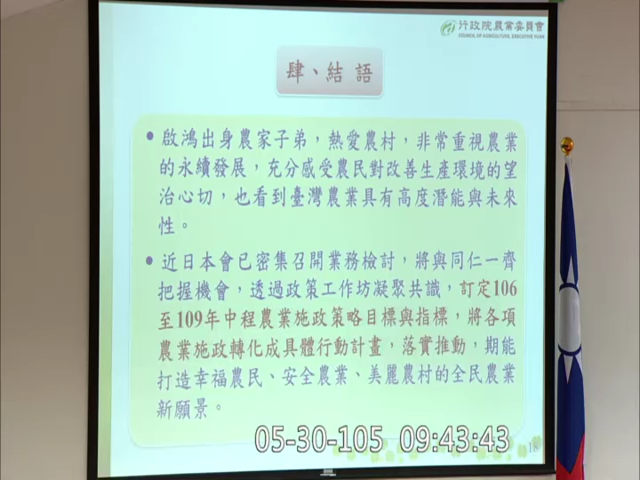 行政院農業委員會
COUNCIL OF AGRICULTURE, EXECUTIVE YUAN
肆、結語
•啟鴻出身農家子弟，熱愛農村，非常重視農業
的永續發展，充分感受農民對改善生產環境的望
治心切，也看到臺灣農業具有高度潛能與未來
性。
•近日本會已密集召開業務檢討，將與同仁一齊
把握機會，透過政策工作坊凝聚共識，訂定106
至109年中程農業施政策略目標與指標，將各項
農業施政轉化成具體行動計畫，落實推動，期能
打造幸福農民、安全農業、美麗農村的全民農業
新願景。
05-30-105 09:43:43
18